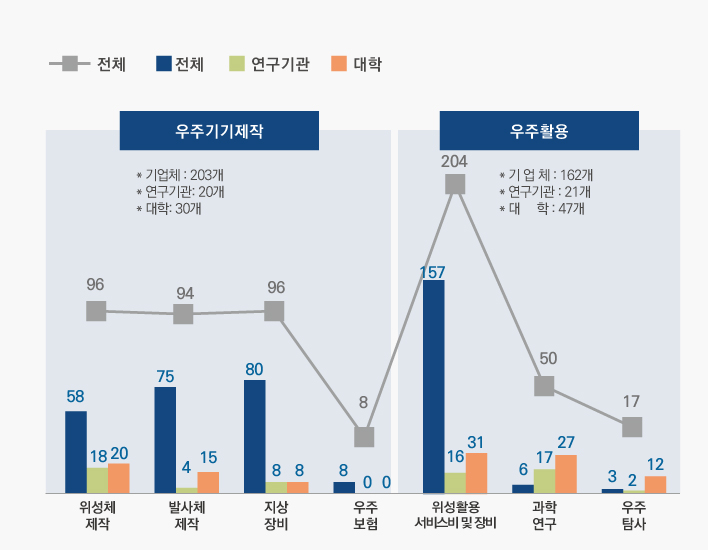 전체 전체 연구기관 대학
우주기기제작
* 기업체 : 203개
* 연구기관: 20개
* 대학: 30개
96 94 96 8
58 18 20
75 4 15
80 8 8
8 0 0
위성체
제작
발사체
제작
지상
장비
우주
보험
우주활용
* 기 업 체 : 162개
* 연구기관 : 21개
* 대 학 : 47개
204 50 17
157 16 31
6 17 27
3 2 12
위성활용
서비스비 및 장비
과학
연구
우주
탐사